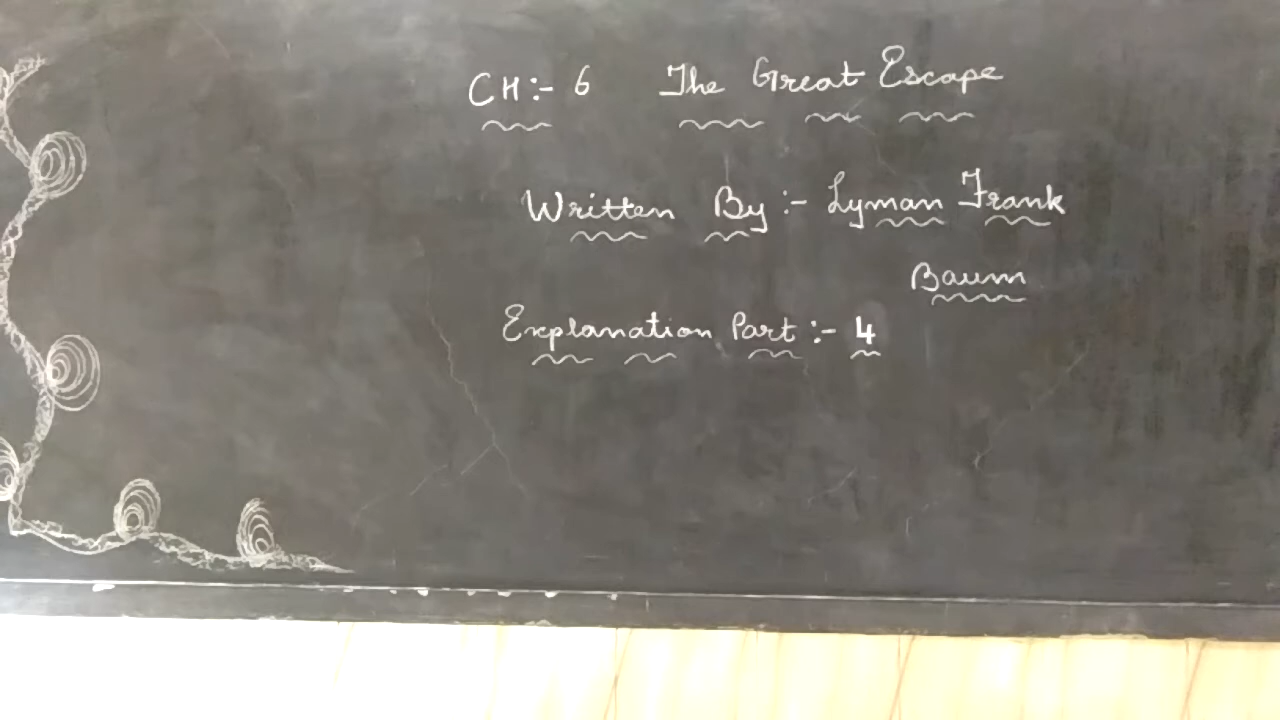 CH:- 6 The Great Escape
Written By:- Lyman Frank
Baum
Explanation Part:- 4